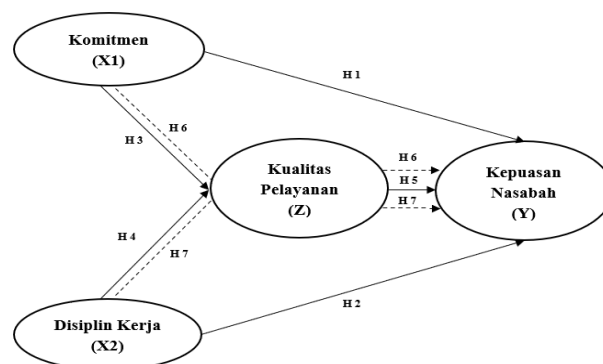 Komitmen
(X1)
H 1
H 6
H 3
Kualitas
Pelayanan
(Z)
H 6
H 5
H 7
Kepuasan
Nasabah
(Y)
H 4
H 7
H 2
Disiplin Kerja
(X2)